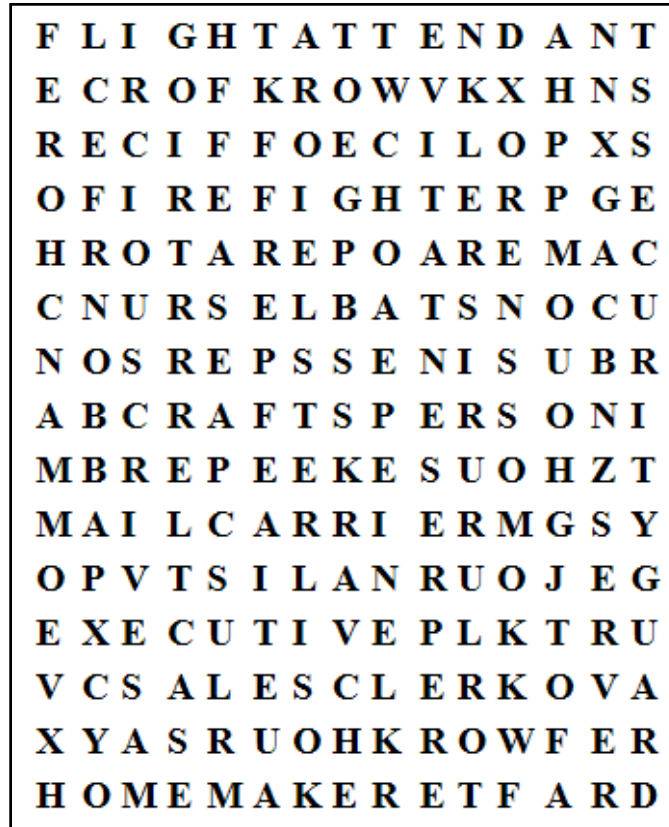 F L I G H T A T T E N D A N T
E C R O F K R O W V K X H N S
R E C I F F O E C I L O P X S
O F I R E F I G H T E R P G E
H R O T A R E P O A R E M A C
C N U R S E L B A T S N O C U
N O S R E P S S E N I S U B R
A B C R A F T S P E R S O N I
M B R E P E E K E S U O H Z T
M A I L C A R R I E R M G S Y
O P V T S I L A N R U O J E G
E X E C U T I V E P L K T R U
V C S A L E S C L E R K O V A
X Y A S R U O H K R O W F E R
H O M E M A K E R E T F A R D